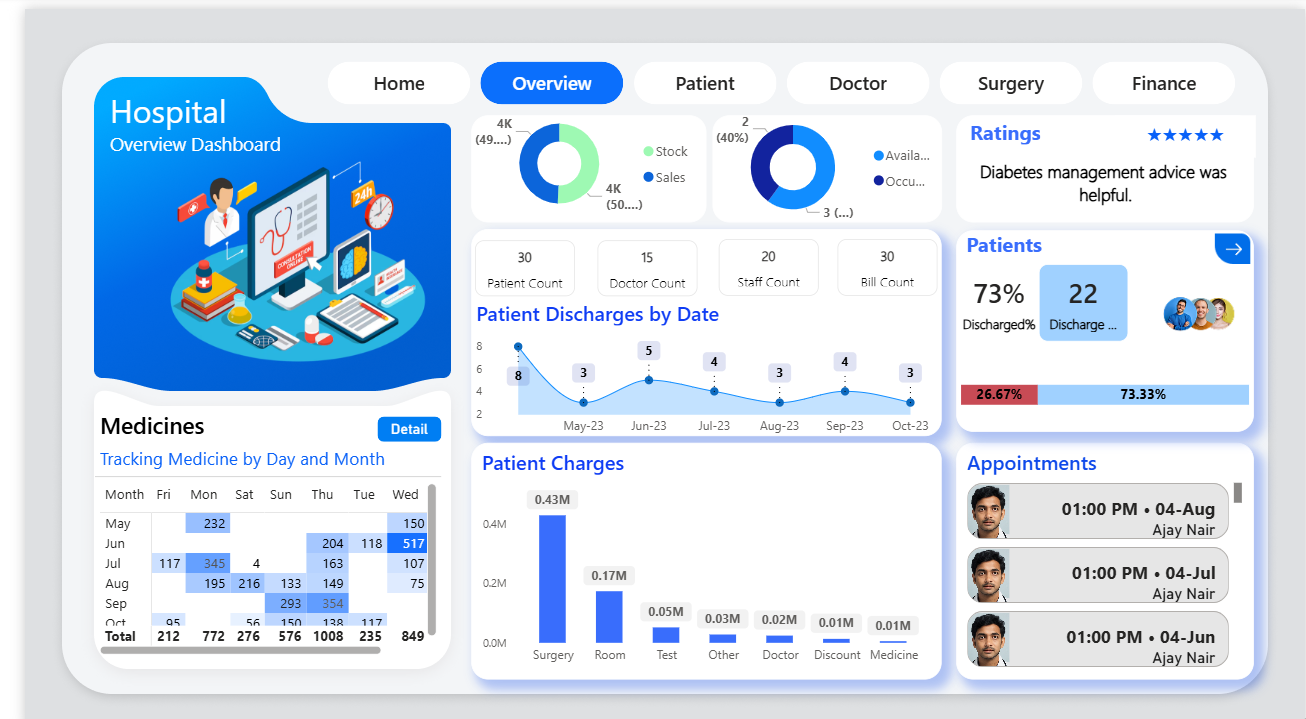 Home
Overview
Patient
Doctor
Surgery
Finance
Hospital
Overview Dashboard
24h
CONSULTATION ONLINE
4K
(49....)
Stock
Sales
4K
(50....)
2
(40%)
Availa...
Occu...
3 (...)
Ratings
Diabetes management advice was
helpful.
30
Patient Count
15
Doctor Count
20
Staff Count
30
Bill Count
Patient Discharges by Date
8
6
4
2
8
3
5
4
3
4
3
May-23 Jun-23 Jul-23 Aug-23 Sep-23 Oct-23
Patients
73%
Discharged%
22
Discharge ...
26.67% 73.33%
Medicines
Detail
Tracking Medicine by Day and Month
Month Fri Mon Sat Sun Thu Tue Wed
May 232 150
Jun 204 118 517
Jul 117 345 4 163 107
Aug 195 216 133 149 75
Sep 293 354
Oct 95 56 150 138 117
Total 212 772 276 576 1008 235 849
Patient Charges
0.4M
0.2M
0.0M
0.43M
0.17M
0.05M
0.03M
0.02M
0.01M
0.01M
Surgery Room Test Other Doctor Discount Medicine
Appointments
01:00 PM • 04-Aug
Ajay Nair
01:00 PM • 04-Jul
Ajay Nair
01:00 PM • 04-Jun
Ajay Nair